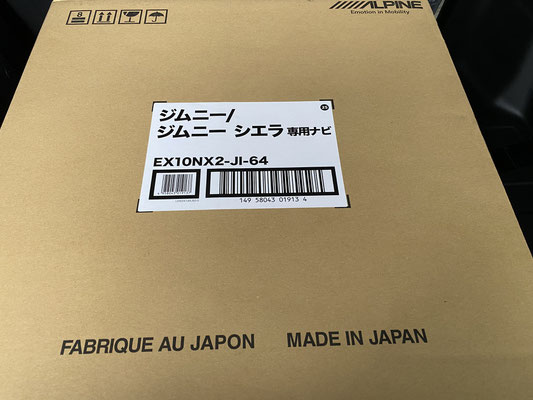 8
ALPINE
Emotion in Mobility
ジムニー/
ジムニー シエラ 専用ナビ
EX10NX2-JI-64
149 58043 01913 4
FABRIQUE AU JAPON MADE IN JAPAN